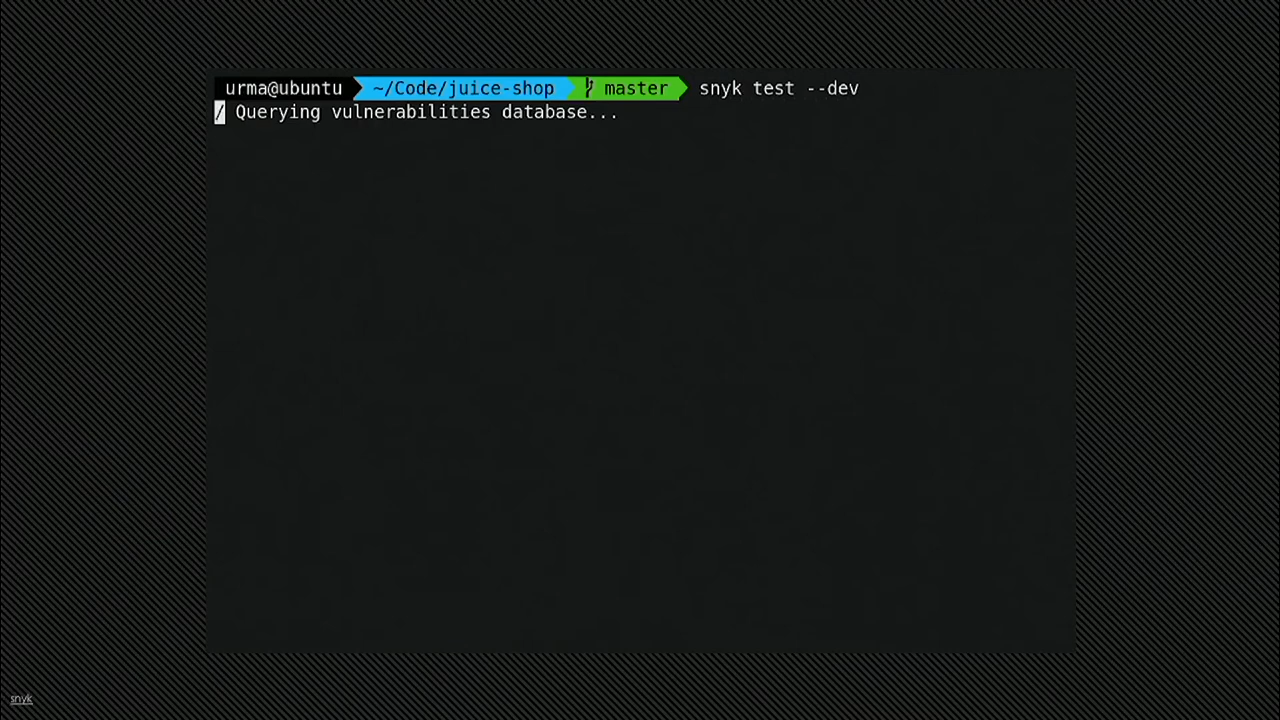 urma@ubuntu ~/Code/juice-shop master snyk test --dev
/ Querying vulnerabilities database...
snyk